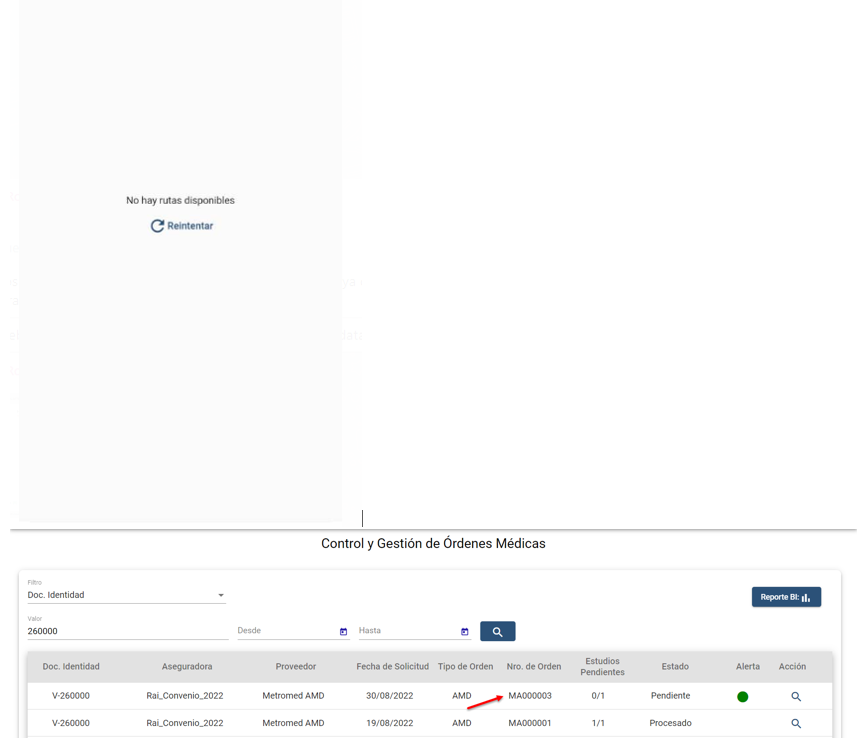 No hay rutas disponibles
Reintentar
Control y Gestión de Órdenes Médicas
Filtro
Doc. Identidad
Reporte BI:
Valor
260000
Desde
Hasta
Doc. Identidad Aseguradora Proveedor Fecha de Solicitud Tipo de Orden Nro. de Orden Estudios Pendientes Estado Alerta Acción
V-260000 Rai_Convenio_2022 Metromed AMD 30/08/2022 AMD MA000003 0/1 Pendiente
V-260000 Rai_Convenio_2022 Metromed AMD 19/08/2022 AMD MA000001 1/1 Procesado